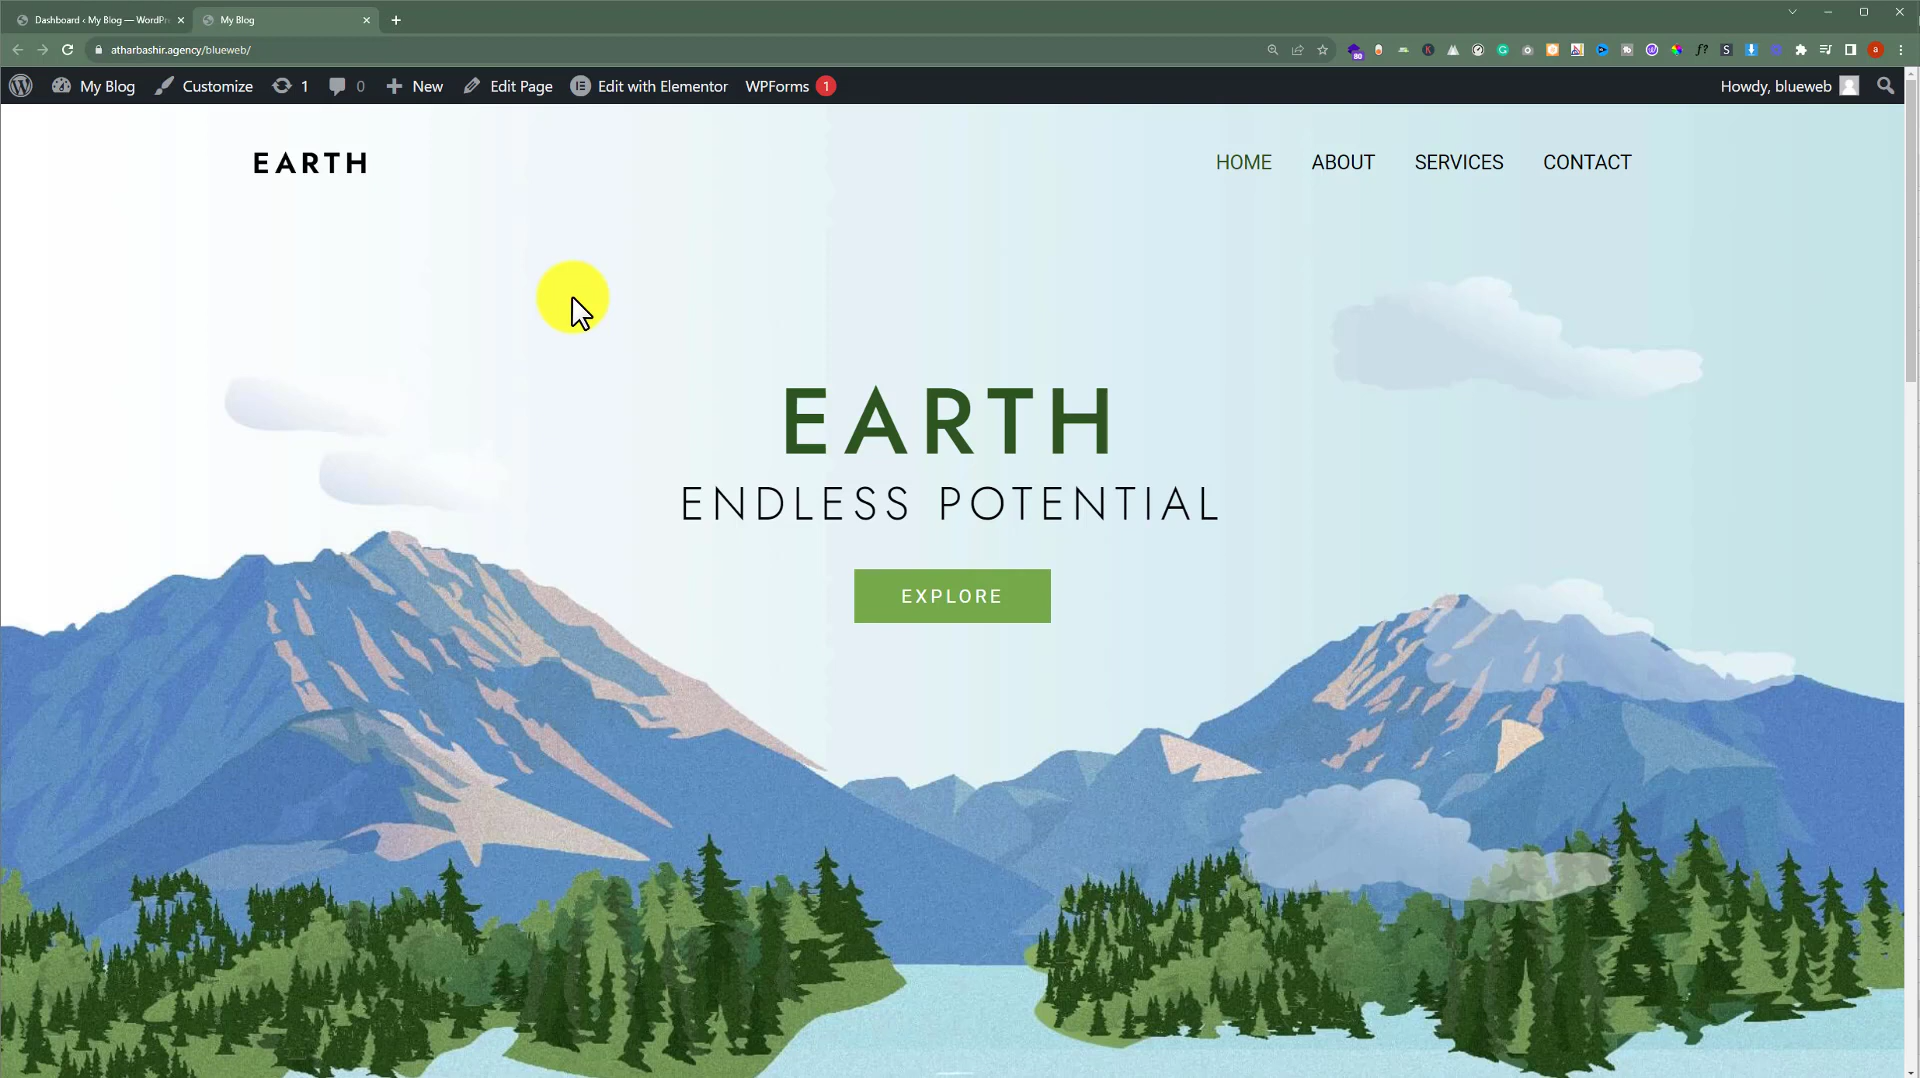 Dashboard ‹ My Blog — WordPr
My Blog
atharbashir.agency/blueweb/
My Blog
Customize
1
0
New
Edit Page
Edit with Elementor
WPForms 1
Howdy, blueweb
EARTH
HOME
ABOUT
SERVICES
CONTACT
EARTH
ENDLESS POTENTIAL
EXPLORE